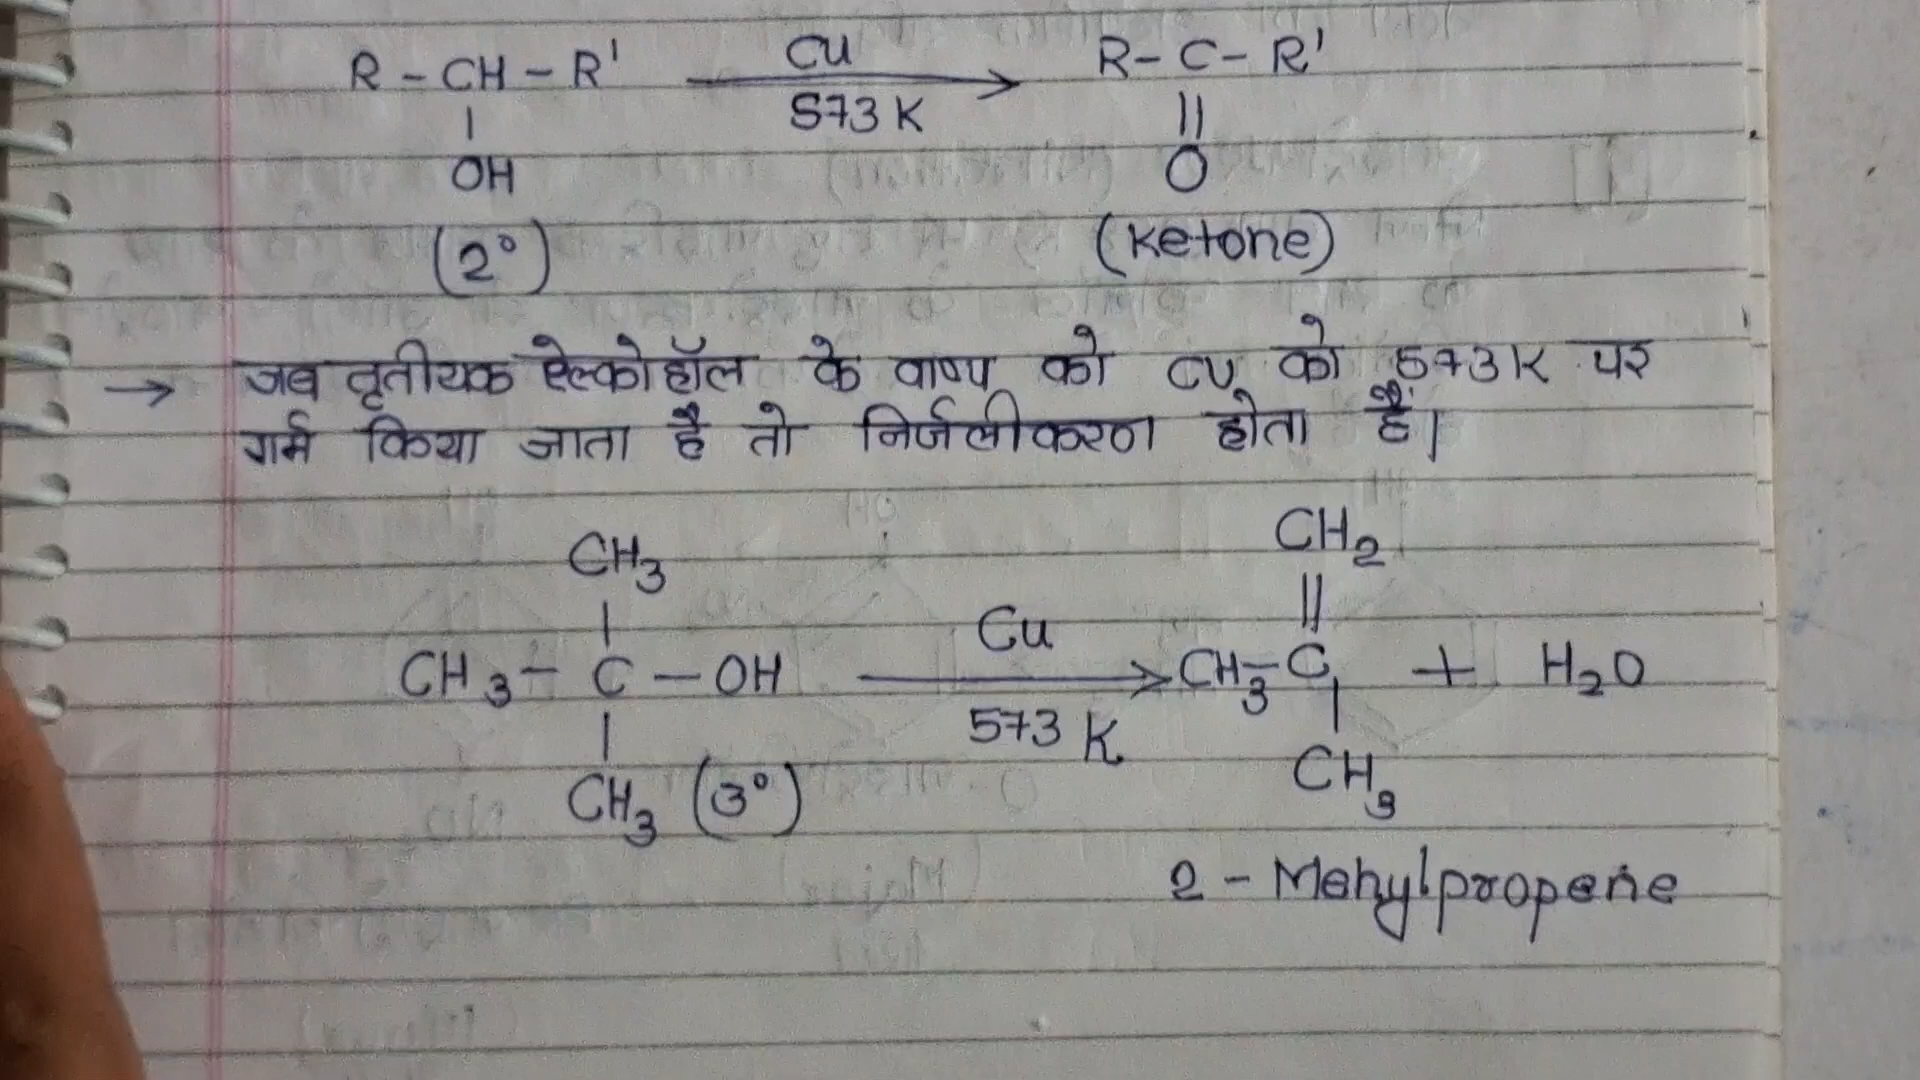 R - CH - R' Cu R - C - R'
573 K
| ||
OH O
(2°) (Ketone)
→ जब तृतीयक ऐल्कोहॉल के वाष्प को CU को 573K पर
गर्म किया जाता है तो निर्जलीकरण होता हैं।
CH3 CH2
| Cu ||
CH3 - C - OH → CH3 - C + H2O
| 573 K |
CH3 (3°) CH3
2 - Mehylpropene